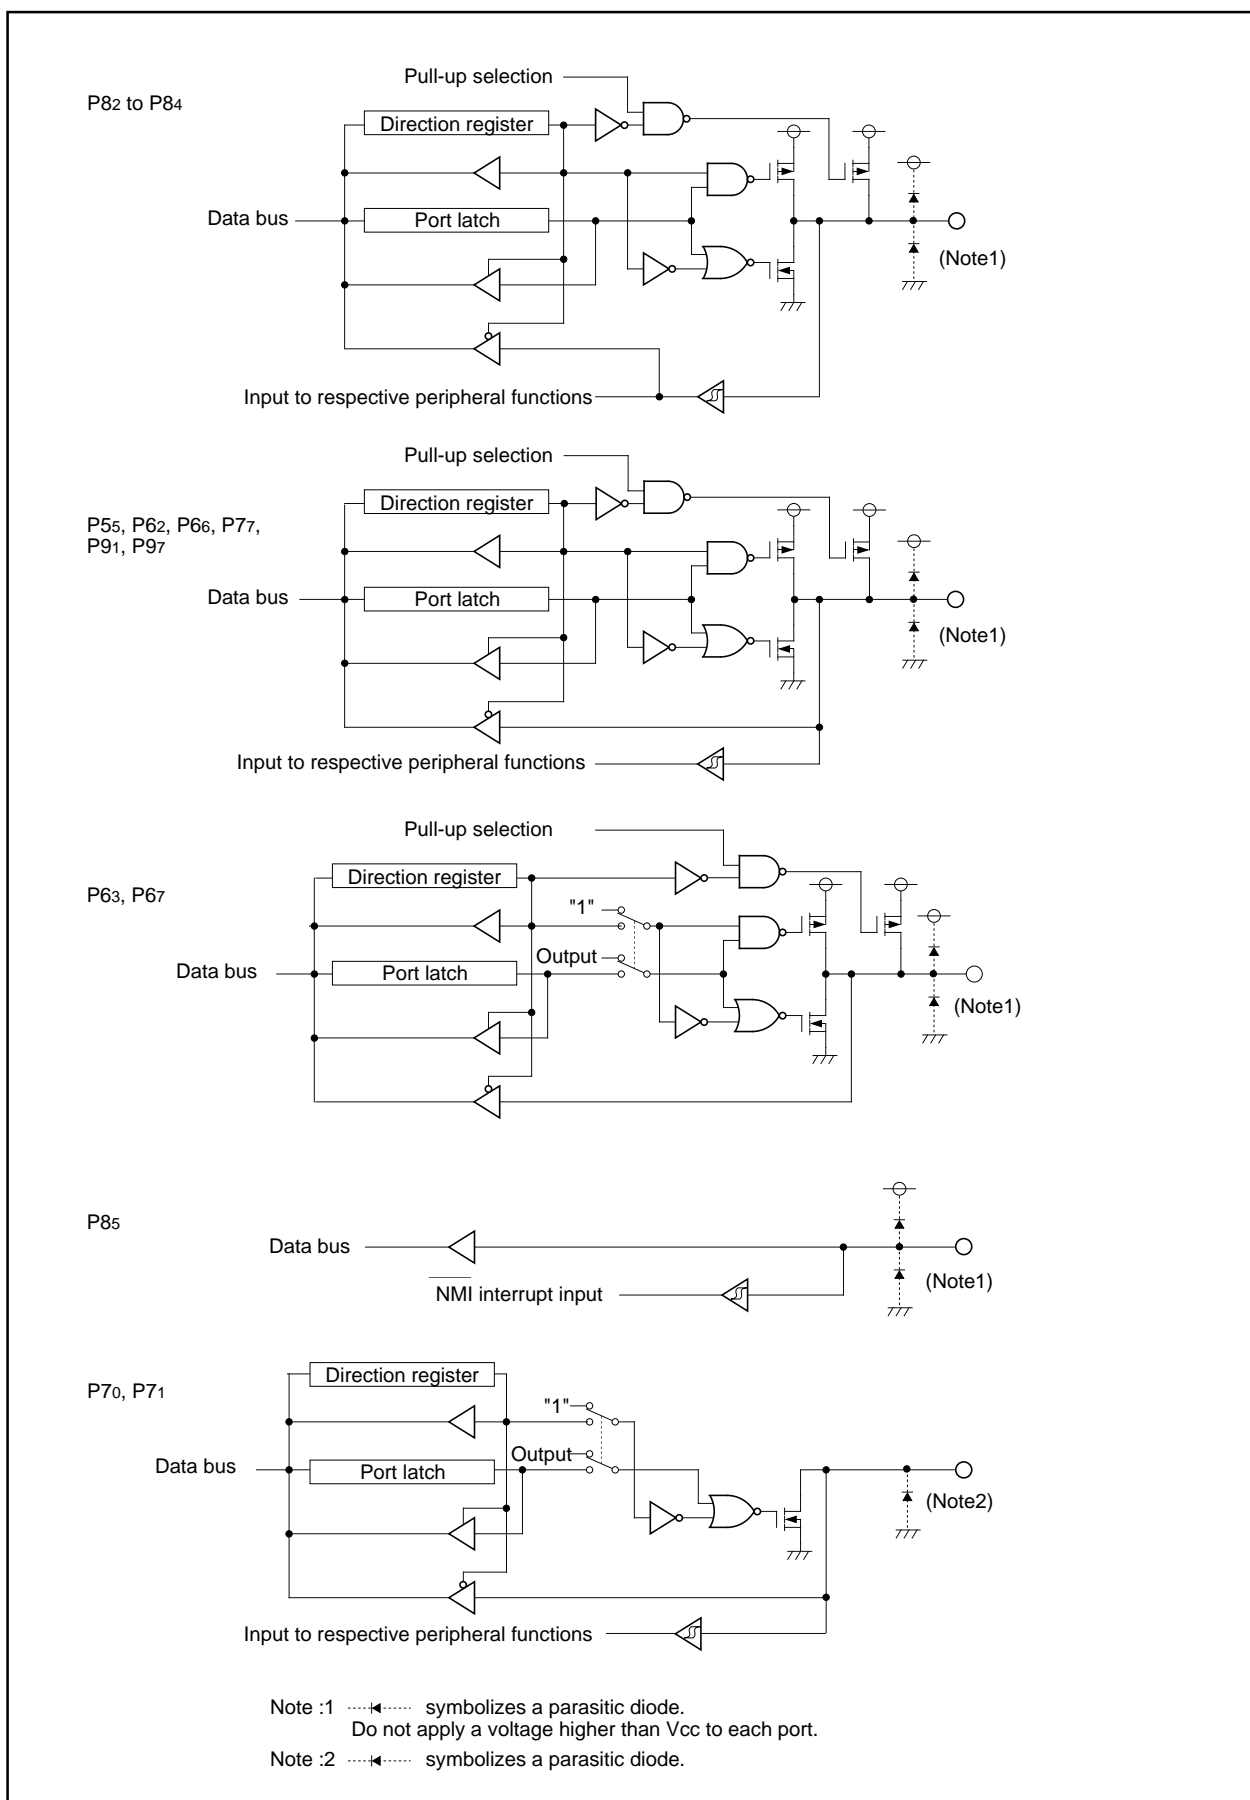 Pull-up selection
P82 to P84
Direction register
Data bus
Port latch
(Note1)
Input to respective peripheral functions
Pull-up selection
Direction register
P55, P62, P66, P77,
P91, P97
Data bus
Port latch
(Note1)
Input to respective peripheral functions
Pull-up selection
Direction register
P63, P67
"1"
Output
Data bus
Port latch
(Note1)
P85
Data bus
(Note1)
NMI interrupt input
Direction register
P70, P71
"1"
Output
Data bus
Port latch
(Note2)
Input to respective peripheral functions
Note :1 symbolizes a parasitic diode.
Do not apply a voltage higher than Vcc to each port.
Note :2 symbolizes a parasitic diode.